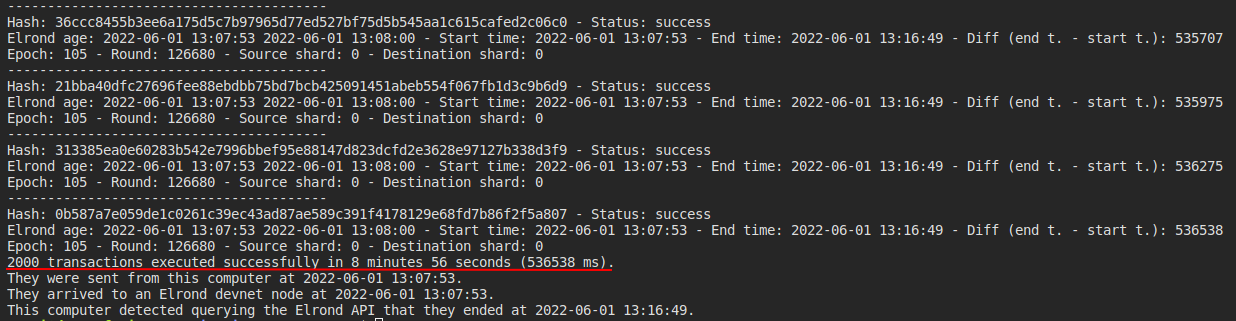 ----------------------------------------
Hash: 36ccc8455b3ee6a175d5c7b97965d77ed527bf75d5b545aa1c615cafed2c06c0 - Status: success
Elrond age: 2022-06-01 13:07:53 2022-06-01 13:08:00 - Start time: 2022-06-01 13:07:53 - End time: 2022-06-01 13:16:49 - Diff (end t. - start t.): 535707
Epoch: 105 - Round: 126680 - Source shard: 0 - Destination shard: 0
----------------------------------------
Hash: 21bba40dfc27696fee88ebdbb75bd7bcb425091451abeb554f067fb1d3c9b6d9 - Status: success
Elrond age: 2022-06-01 13:07:53 2022-06-01 13:08:00 - Start time: 2022-06-01 13:07:53 - End time: 2022-06-01 13:16:49 - Diff (end t. - start t.): 535975
Epoch: 105 - Round: 126680 - Source shard: 0 - Destination shard: 0
----------------------------------------
Hash: 313385ea0e60283b542e7996bbef95e88147d823dcfd2e3628e97127b338d3f9 - Status: success
Elrond age: 2022-06-01 13:07:53 2022-06-01 13:08:00 - Start time: 2022-06-01 13:07:53 - End time: 2022-06-01 13:16:49 - Diff (end t. - start t.): 536275
Epoch: 105 - Round: 126680 - Source shard: 0 - Destination shard: 0
----------------------------------------
Hash: 0b587a7e059de1c0261c39ec43ad87ae589c391f4178129e68fd7b86f2f5a807 - Status: success
Elrond age: 2022-06-01 13:07:53 2022-06-01 13:08:00 - Start time: 2022-06-01 13:07:53 - End time: 2022-06-01 13:16:49 - Diff (end t. - start t.): 536538
Epoch: 105 - Round: 126680 - Source shard: 0 - Destination shard: 0
2000 transactions executed successfully in 8 minutes 56 seconds (536538 ms).
They were sent from this computer at 2022-06-01 13:07:53.
They arrived to an Elrond devnet node at 2022-06-01 13:07:53.
This computer detected querying the Elrond API that they ended at 2022-06-01 13:16:49.